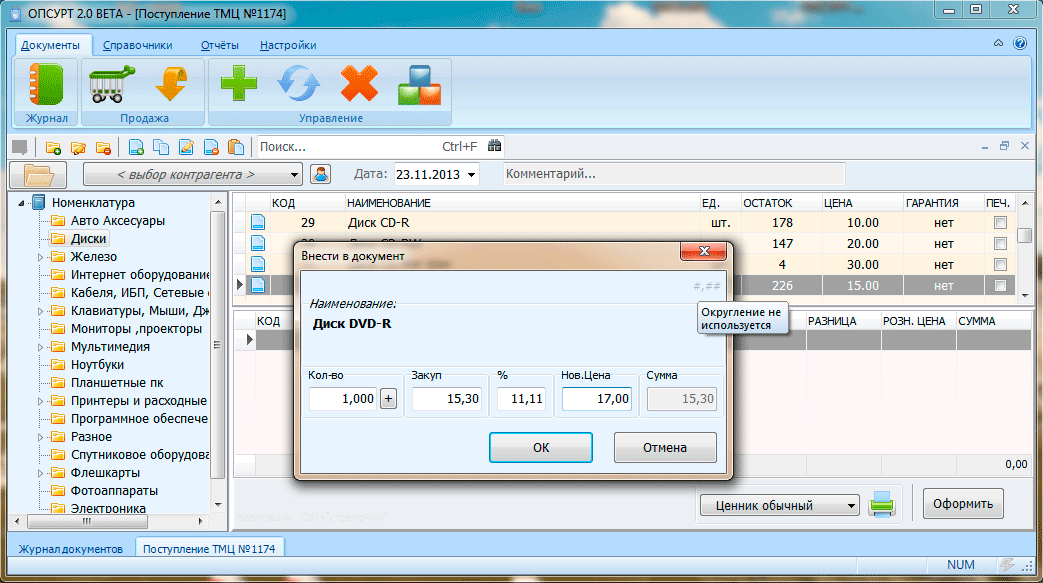 ОПСУРТ 2.0 BETA - [Поступление ТМЦ №1174]
Документы Справочники Отчёты Настройки
Журнал Продажа Управление
Поиск... Ctrl+F
< выбор контрагента > Дата: 23.11.2013 Комментарий...
Номенклатура
Авто Аксесуары
Диски
Железо
Интернет оборудование
Кабеля, ИБП, Сетевые
Клавиатуры, Мыши, Дж
Мониторы ,проекторы
Мультимедия
Ноутбуки
Планшетные пк
Принтеры и расходные
Программное обеспече
Разное
Спутниковое оборудова
Флешкарты
Фотоаппараты
Электроника
КОД НАИМЕНОВАНИЕ ЕД. ОСТАТОК ЦЕНА ГАРАНТИЯ ПЕЧ.
29 Диск CD-R шт. 178 10.00 нет
147 20.00 нет
4 30.00 нет
226 15.00 нет
Внести в документ
#,##
Округление не
используется
Наименование:
Диск DVD-R
Кол-во Закуп % Нов.Цена Сумма
1,000 + 15,30 11,11 17,00 15,30
OK Отмена
КОД РАЗНИЦА РОЗН. ЦЕНА СУММА
0,00
Навигация: Ctrl+"стрелочки"
Ценник обычный Оформить
Журнал документов Поступление ТМЦ №1174
NUM